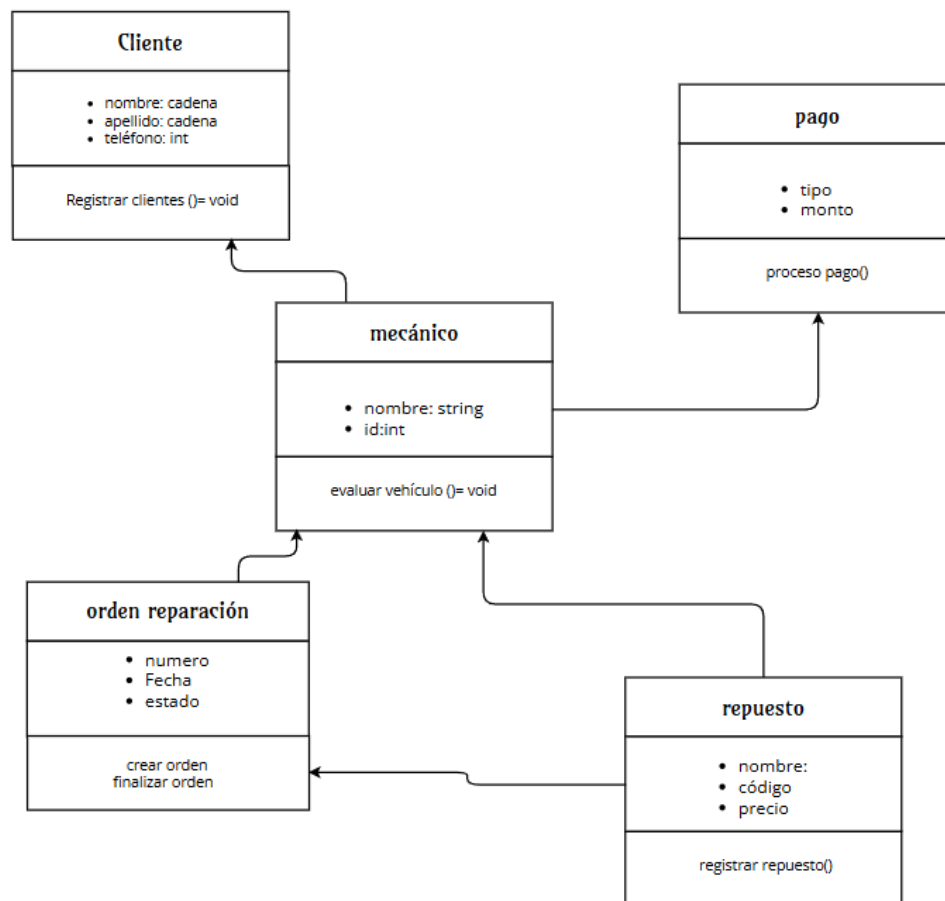 Cliente
• nombre: cadena
• apellido: cadena
• teléfono: int
Registrar clientes ()= void
pago
• tipo
• monto
proceso pago()
mecánico
• nombre: string
• id:int
evaluar vehículo ()= void
orden reparación
• numero
• Fecha
• estado
crear orden
finalizar orden
repuesto
• nombre:
• código
• precio
registrar repuesto()